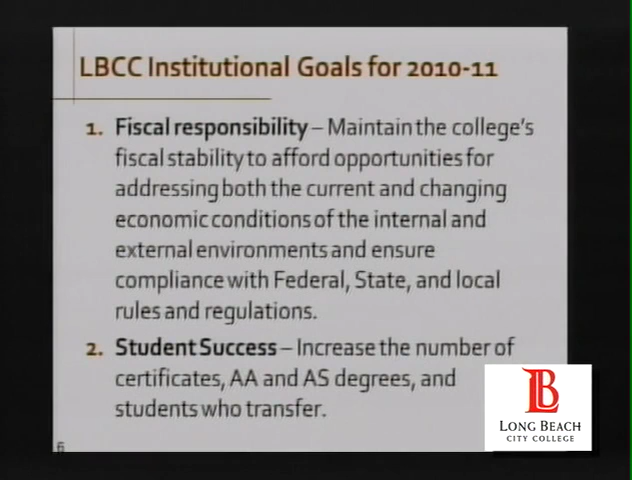 LBCC Institutional Goals for 2010-11
1. Fiscal responsibility – Maintain the college's
fiscal stability to afford opportunities for
addressing both the current and changing
economic conditions of the internal and
external environments and ensure
compliance with Federal, State, and local
rules and regulations.
2. Student Success – Increase the number of
certificates, AA and AS degrees, and
students who transfer.
6
LB
LONG BEACH
CITY COLLEGE